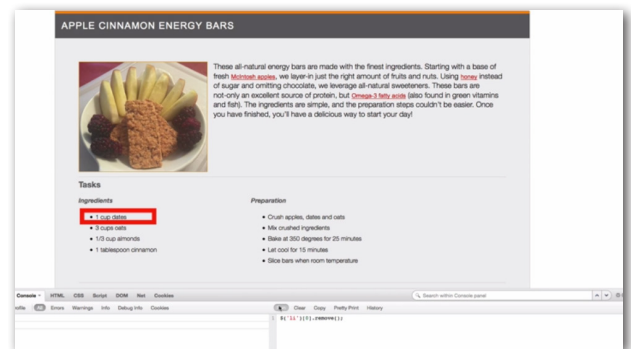 APPLE CINNAMON ENERGY BARS
These all-natural energy bars are made with the finest ingredients. Starting with a base of
fresh McIntosh apples, we layer-in just the right amount of fruits and nuts. Using honey instead
of sugar and omitting chocolate, we leverage all-natural sweeteners. These bars are
not-only an excellent source of protein, but Omega-3 fatty acids (also found in green vitamins
and fish). The ingredients are simple, and the preparation steps couldn't be easier. Once
you have finished, you'll have a delicious way to start your day!
Tasks
Ingredients
1 cup dates
3 cups oats
1/3 cup almonds
1 tablespoon cinnamon
Preparation
Crush apples, dates and oats
Mix crushed ingredients
Bake at 350 degrees for 25 minutes
Let cool for 15 minutes
Slice bars when room temperature
Console HTML CSS Script DOM Net Cookies
Search within Console panel
All Errors Warnings Info Debug Info Cookies
Clear Copy Pretty Print History
1 $('li')[0].remove();